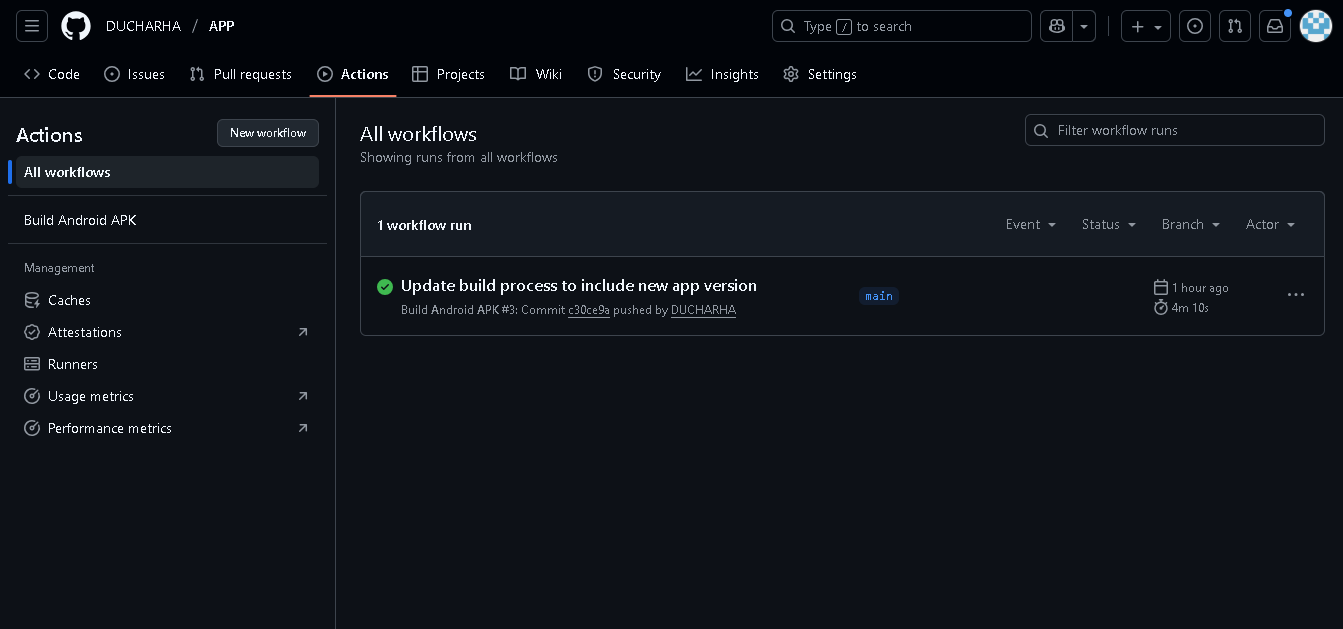 DUCHARHA / APP
Type / to search
Code Issues Pull requests Actions Projects Wiki Security Insights Settings
Actions
New workflow
All workflows
Build Android APK
Management
Caches
Attestations
Runners
Usage metrics
Performance metrics
All workflows
Showing runs from all workflows
Filter workflow runs
1 workflow run
Event Status Branch Actor
Update build process to include new app version
Build Android APK #3: Commit c30ce9a pushed by DUCHARHA
main
1 hour ago
4m 10s